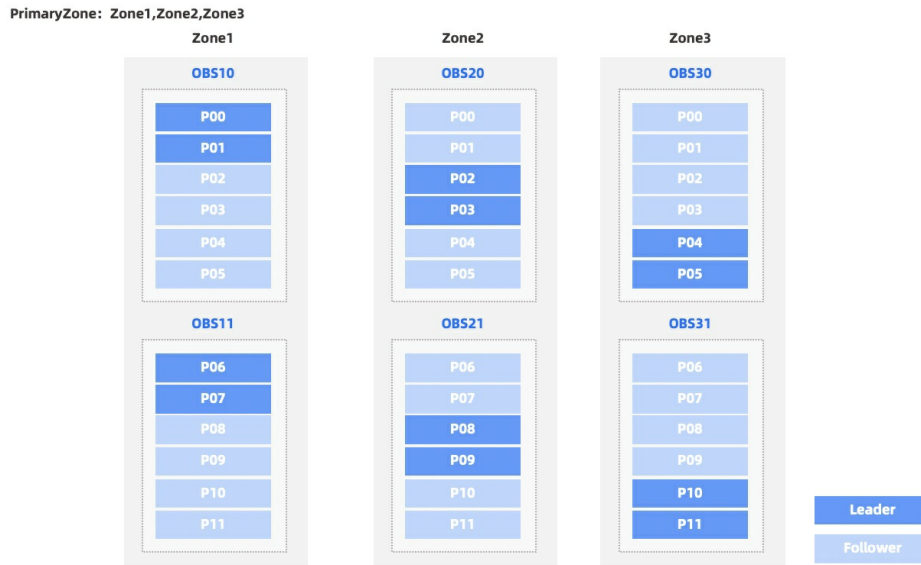 PrimaryZone: Zone1,Zone2,Zone3
Zone1
Zone2
Zone3
OBS10
OBS20
OBS30
P00
P00
P00
P01
P01
P01
P02
P02
P02
P03
P03
P03
P04
P04
P04
P05
P05
P05
OBS11
OBS21
OBS31
P06
P06
P06
P07
P07
P07
P08
P08
P08
P09
P09
P09
P10
P10
P10
P11
P11
P11
Leader
Follower